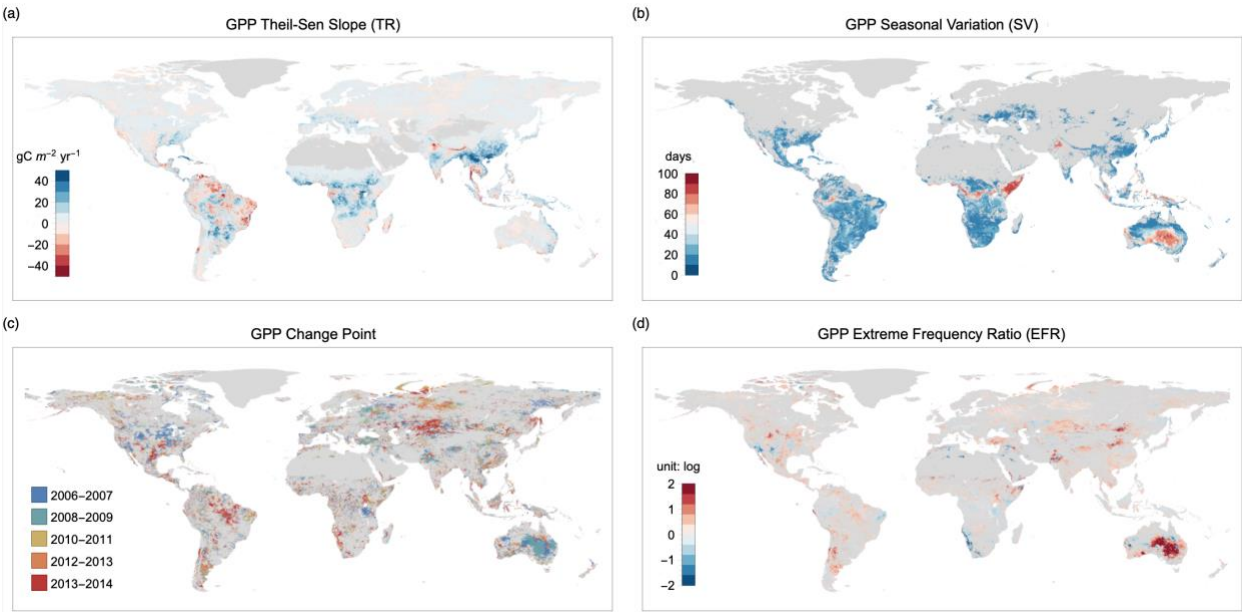 (a)
GPP Theil-Sen Slope (TR)
gC m⁻² yr⁻¹
40
20
0
−20
−40
(b)
GPP Seasonal Variation (SV)
days
100
80
60
40
20
0
(c)
GPP Change Point
2006−2007
2008−2009
2010−2011
2012−2013
2013−2014
(d)
GPP Extreme Frequency Ratio (EFR)
unit: log
2
1
0
−1
−2